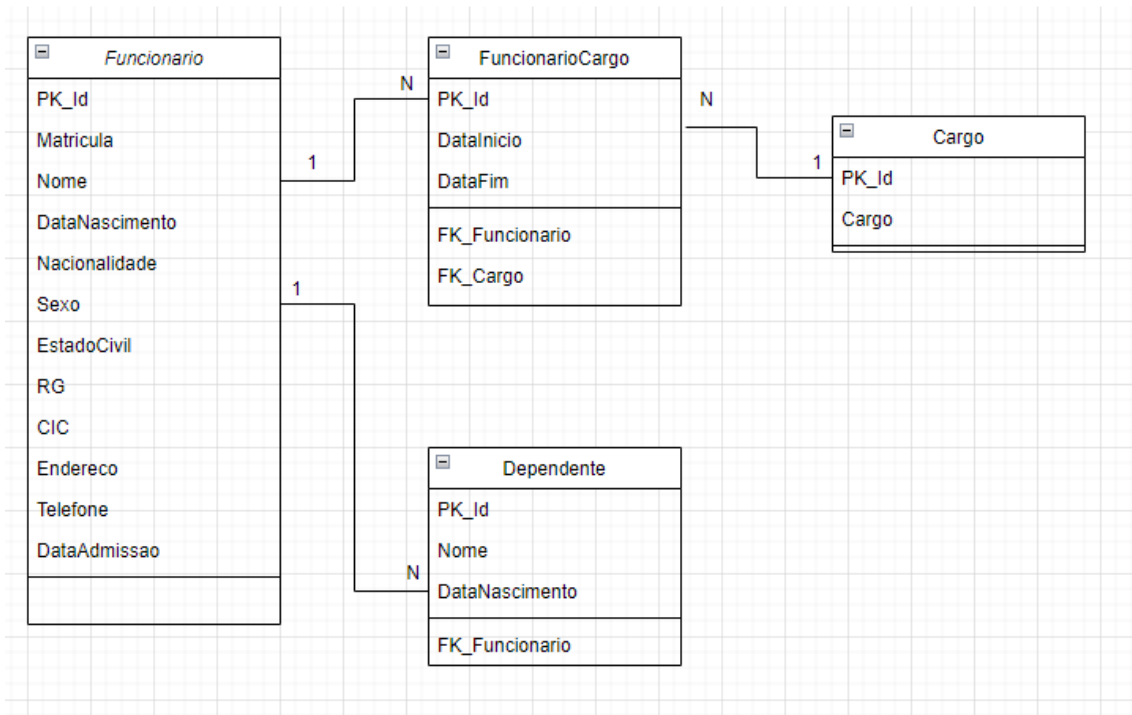 Funcionario
PK_Id
Matricula
Nome
DataNascimento
Nacionalidade
Sexo
EstadoCivil
RG
CIC
Endereco
Telefone
DataAdmissao
1
1
N
FuncionarioCargo
PK_Id
DataInicio
DataFim
FK_Funcionario
FK_Cargo
N
1
Cargo
PK_Id
Cargo
N
Dependente
PK_Id
Nome
DataNascimento
FK_Funcionario